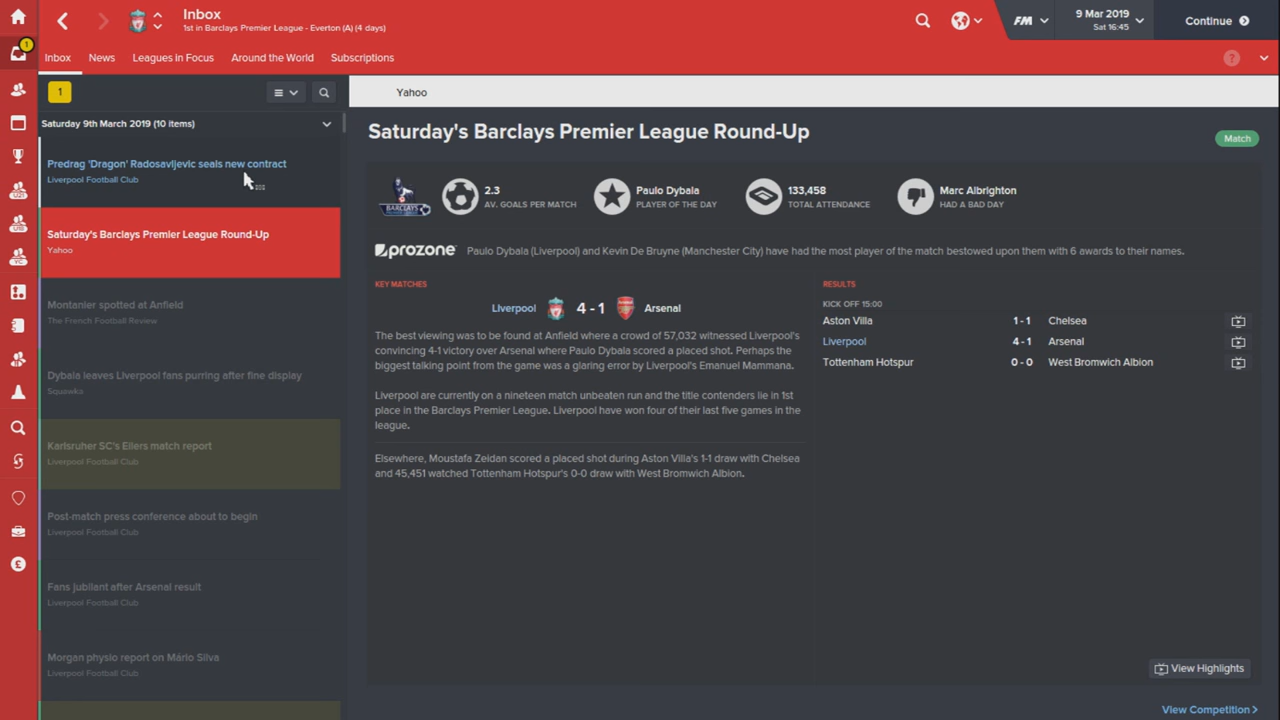 Inbox
1st in Barclays Premier League - Everton (A) (4 days)
FM
9 Mar 2019
Sat 16:45
Continue
1
Inbox
News
Leagues in Focus
Around the World
Subscriptions
?
1
Saturday 9th March 2019 (10 items)
Predrag 'Dragon' Radosavljevic seals new contract
Liverpool Football Club
Saturday's Barclays Premier League Round-Up
Yahoo
Montanier spotted at Anfield
The French Football Review
Dybala leaves Liverpool fans purring after fine display
Squawka
Karlsruher SC's Eilers match report
Liverpool Football Club
Post-match press conference about to begin
Liverpool Football Club
Fans jubilant after Arsenal result
Liverpool Football Club
Morgan physio report on Mário Silva
Liverpool Football Club
Yahoo
Saturday's Barclays Premier League Round-Up
Match
BARCLAYS
2.3
AV. GOALS PER MATCH
Paulo Dybala
PLAYER OF THE DAY
133,458
TOTAL ATTENDANCE
Marc Albrighton
HAD A BAD DAY
prozone
Paulo Dybala (Liverpool) and Kevin De Bruyne (Manchester City) have had the most player of the match bestowed upon them with 6 awards to their names.
KEY MATCHES
Liverpool 4 - 1 Arsenal
The best viewing was to be found at Anfield where a crowd of 57,032 witnessed Liverpool's
convincing 4-1 victory over Arsenal where Paulo Dybala scored a placed shot. Perhaps the
biggest talking point from the game was a glaring error by Liverpool's Emanuel Mammana.
Liverpool are currently on a nineteen match unbeaten run and the title contenders lie in 1st
place in the Barclays Premier League. Liverpool have won four of their last five games in the
league.
Elsewhere, Moustafa Zeidan scored a placed shot during Aston Villa's 1-1 draw with Chelsea
and 45,451 watched Tottenham Hotspur's 0-0 draw with West Bromwich Albion.
RESULTS
KICK OFF 15:00
Aston Villa 1 - 1 Chelsea
Liverpool 4 - 1 Arsenal
Tottenham Hotspur 0 - 0 West Bromwich Albion
View Highlights
View Competition >